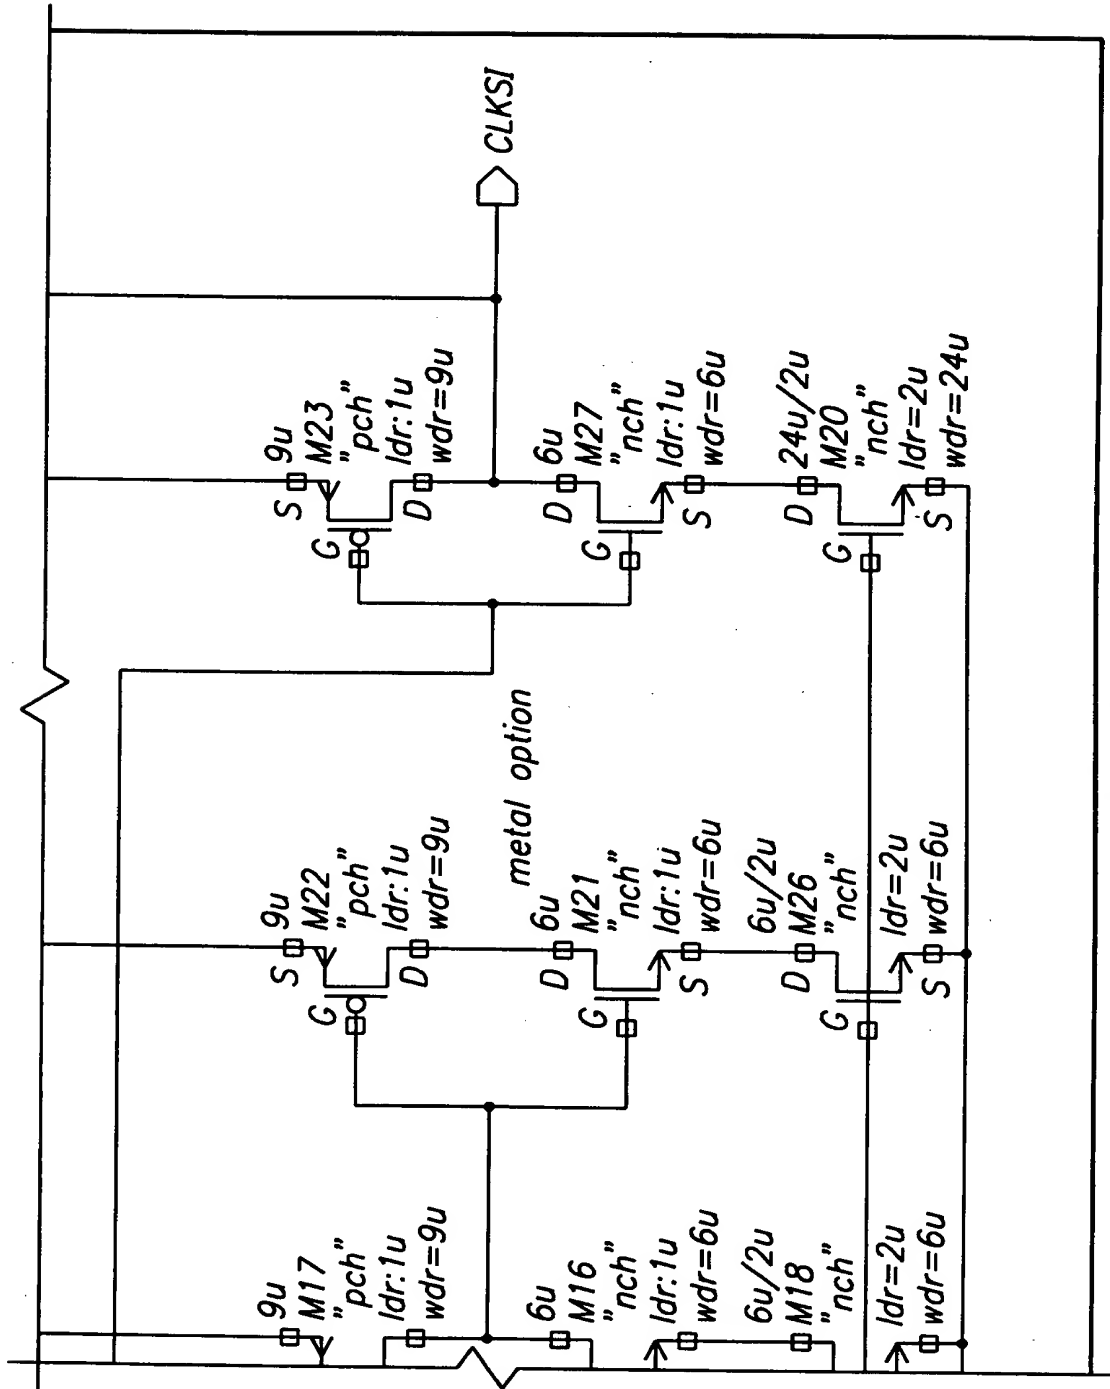 CLKSI
9u
M23
"pch"
ldr:1u
wdr=9u
S
G
D
6u
M27
"nch"
ldr:1u
wdr=6u
D
G
S
24u/2u
M20
"nch"
ldr=2u
wdr=24u
D
G
S
metal option
9u
M22
"pch"
ldr:1u
wdr=9u
S
G
D
6u
M21
"nch"
ldr:1u
wdr=6u
D
G
S
6u/2u
M26
"nch"
ldr=2u
wdr=6u
D
G
S
9u
M17
"pch"
ldr:1u
wdr=9u
6u
M16
"nch"
ldr:1u
wdr=6u
6u/2u
M18
"nch"
ldr=2u
wdr=6u